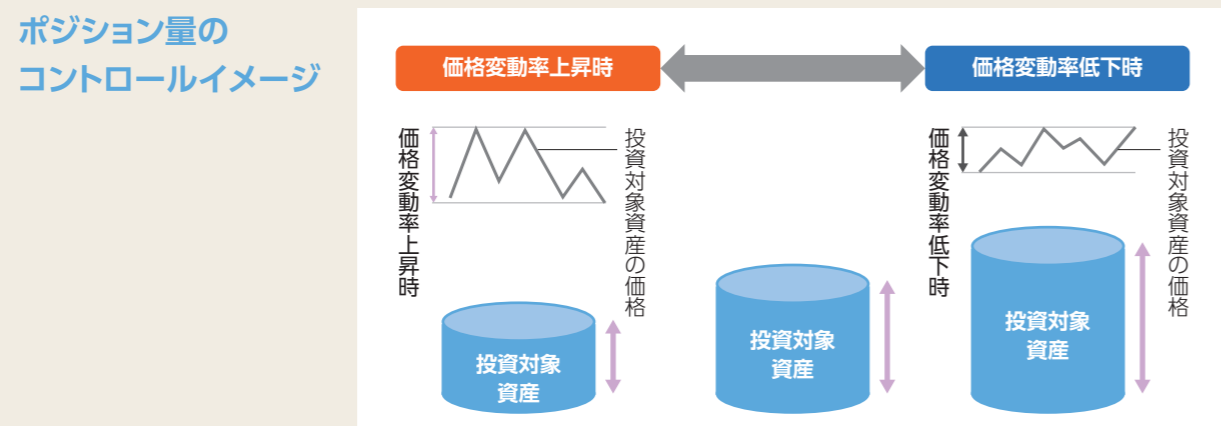 ポジション量の
コントロールイメージ
価格変動率上昇時
価格変動率低下時
価格変動率上昇時
投資対象資産の価格
価格変動率低下時
投資対象資産の価格
投資対象
資産
投資対象
資産
投資対象
資産